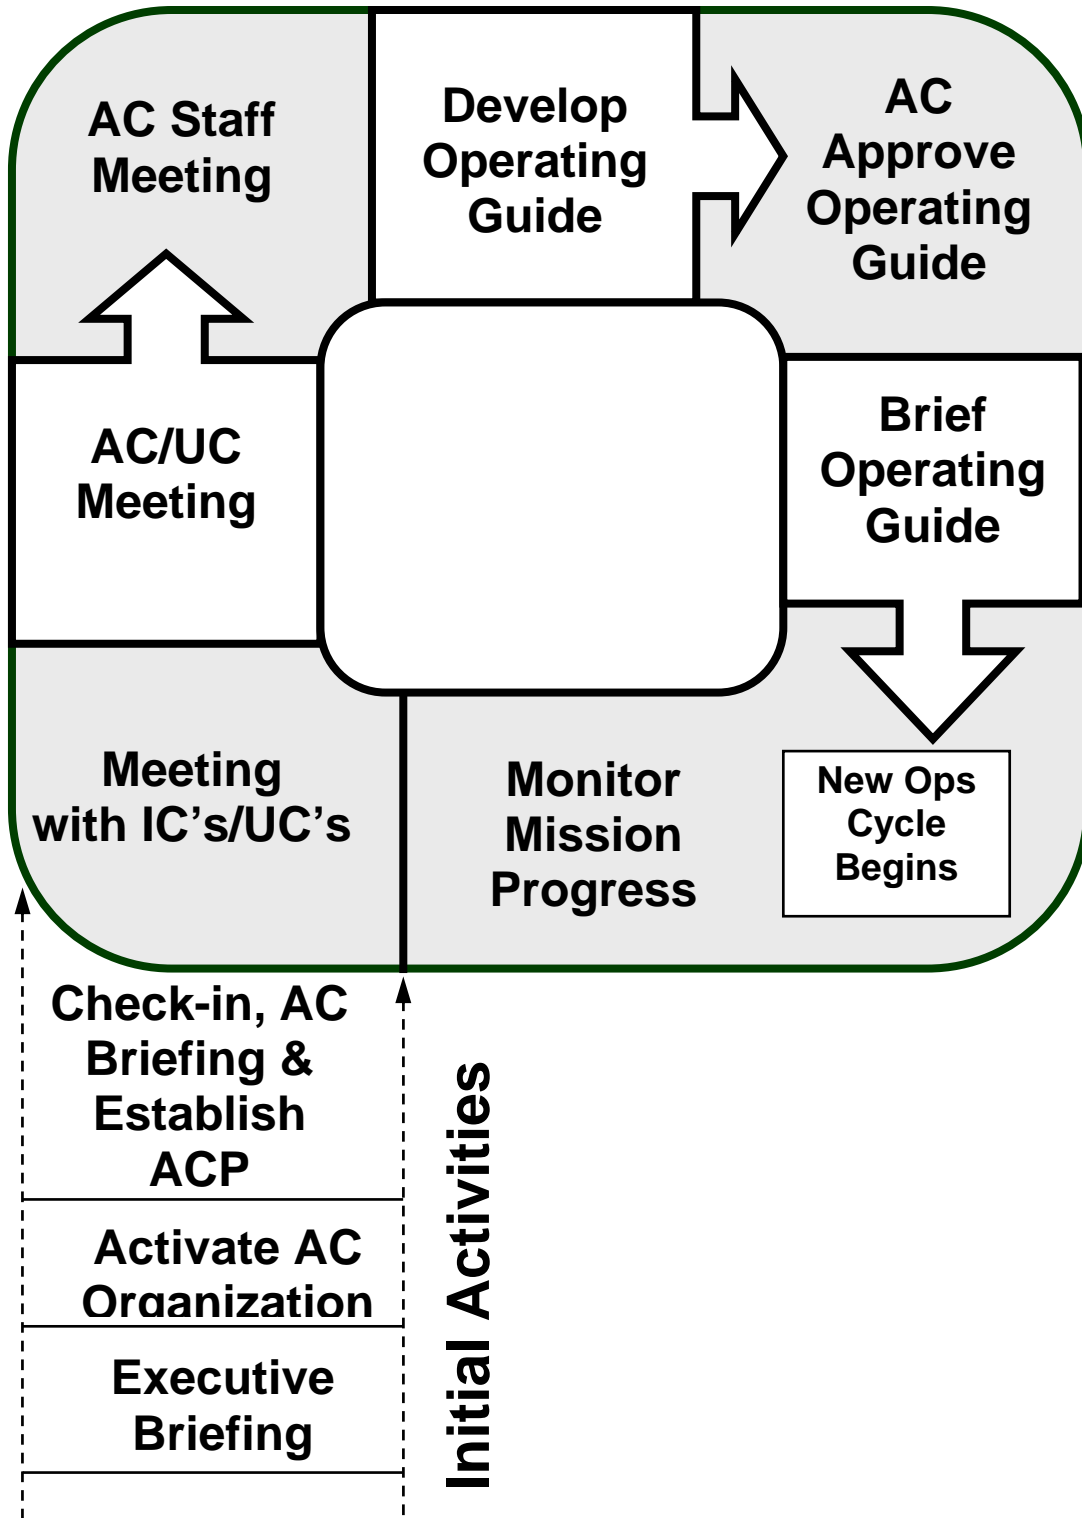 AC Staff
Meeting
Develop
Operating
Guide
AC
Approve
Operating
Guide
AC/UC
Meeting
Brief
Operating
Guide
Meeting
with IC’s/UC’s
Monitor
Mission
Progress
New Ops
Cycle
Begins
Check-in, AC
Briefing &
Establish
ACP
Activate AC
Organization
Executive
Briefing
Initial Activities